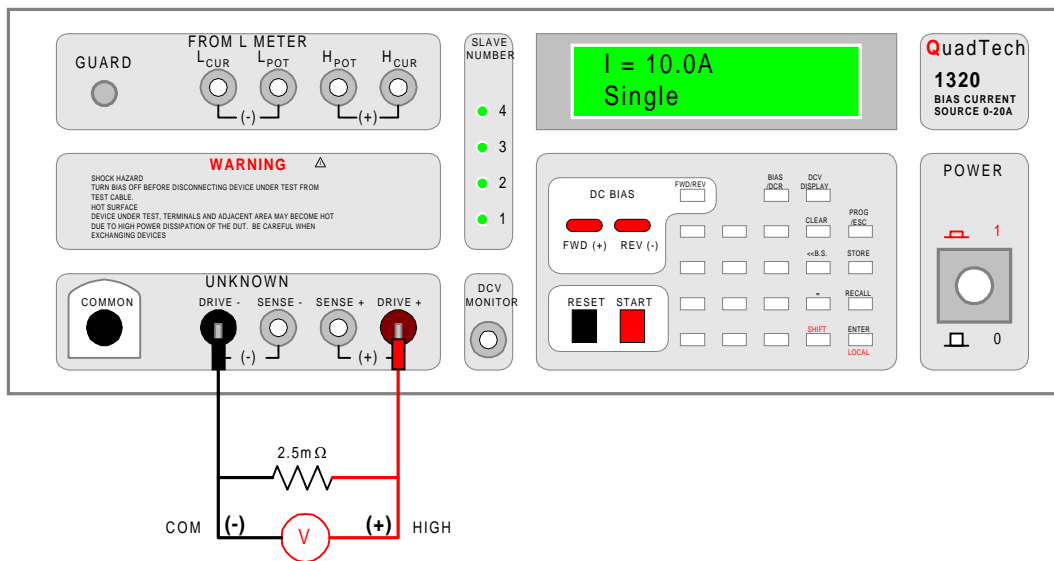 FROM L METER
GUARD
LCUR LPOT HPOT HCUR
(-) (+)
SLAVE
NUMBER
4
3
2
1
I = 10.0A
Single
QuadTech
1320
BIAS CURRENT
SOURCE 0-20A
WARNING
SHOCK HAZARD
TURN BIAS OFF BEFORE DISCONNECTING DEVICE UNDER TEST FROM
TEST CABLE.
HOT SURFACE
DEVICE UNDER TEST, TERMINALS AND ADJACENT AREA MAY BECOME HOT
DUE TO HIGH POWER DISSIPATION OF THE DUT. BE CAREFUL WHEN
EXCHANGING DEVICES
DC BIAS
FWD (+) REV (-)
FWD/REV
BIAS
/DCR
DCV
DISPLAY
CLEAR
PROG
/ESC
<<B.S.
STORE
=
RECALL
SHIFT
ENTER
LOCAL
RESET START
POWER
1
0
UNKNOWN
COMMON
DRIVE - SENSE - SENSE + DRIVE +
(-) (+)
DCV
MONITOR
2.5mΩ
COM (-) V (+) HIGH